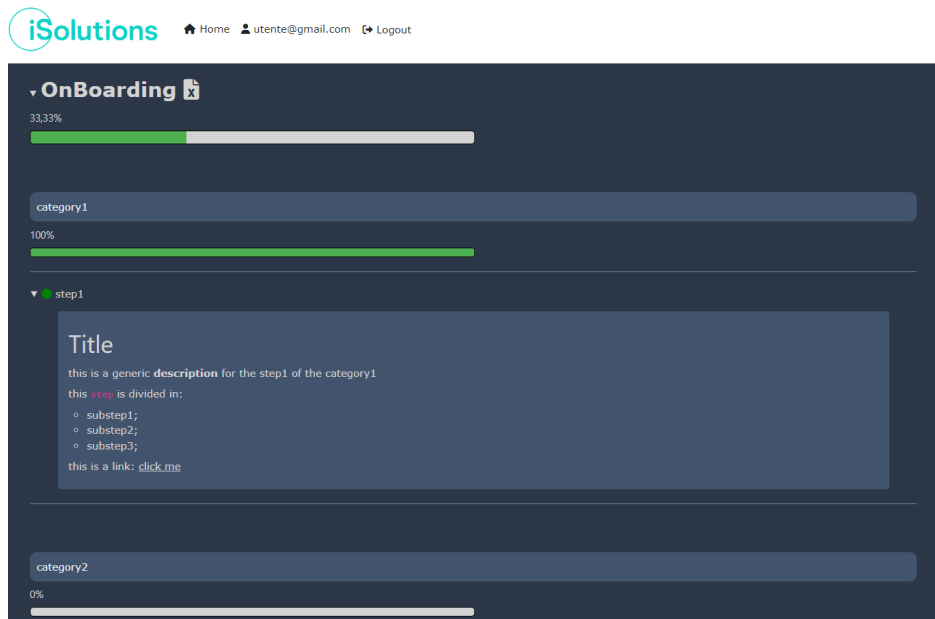 iSolutions Home utente@gmail.com Logout
OnBoarding
33,33%
category1
100%
step1
Title
this is a generic description for the step1 of the category1
this step is divided in:
substep1;
substep2;
substep3;
this is a link: click me
category2
0%